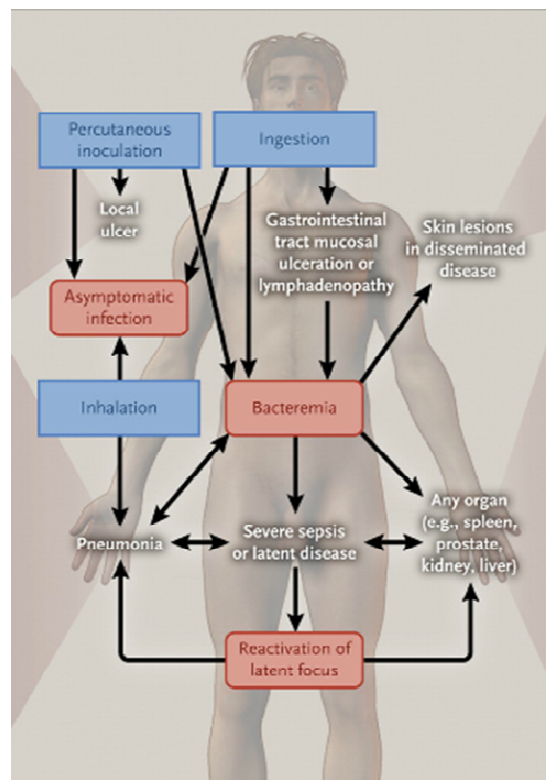 Percutaneous
inoculation
Ingestion
Local
ulcer
Gastrointestinal
tract mucosal
ulceration or
lymphadenopathy
Skin lesions
in disseminated
disease
Asymptomatic
infection
Inhalation
Bacteremia
Pneumonia
Severe sepsis
or latent disease
Any organ
(e.g., spleen,
prostate,
kidney, liver)
Reactivation of
latent focus